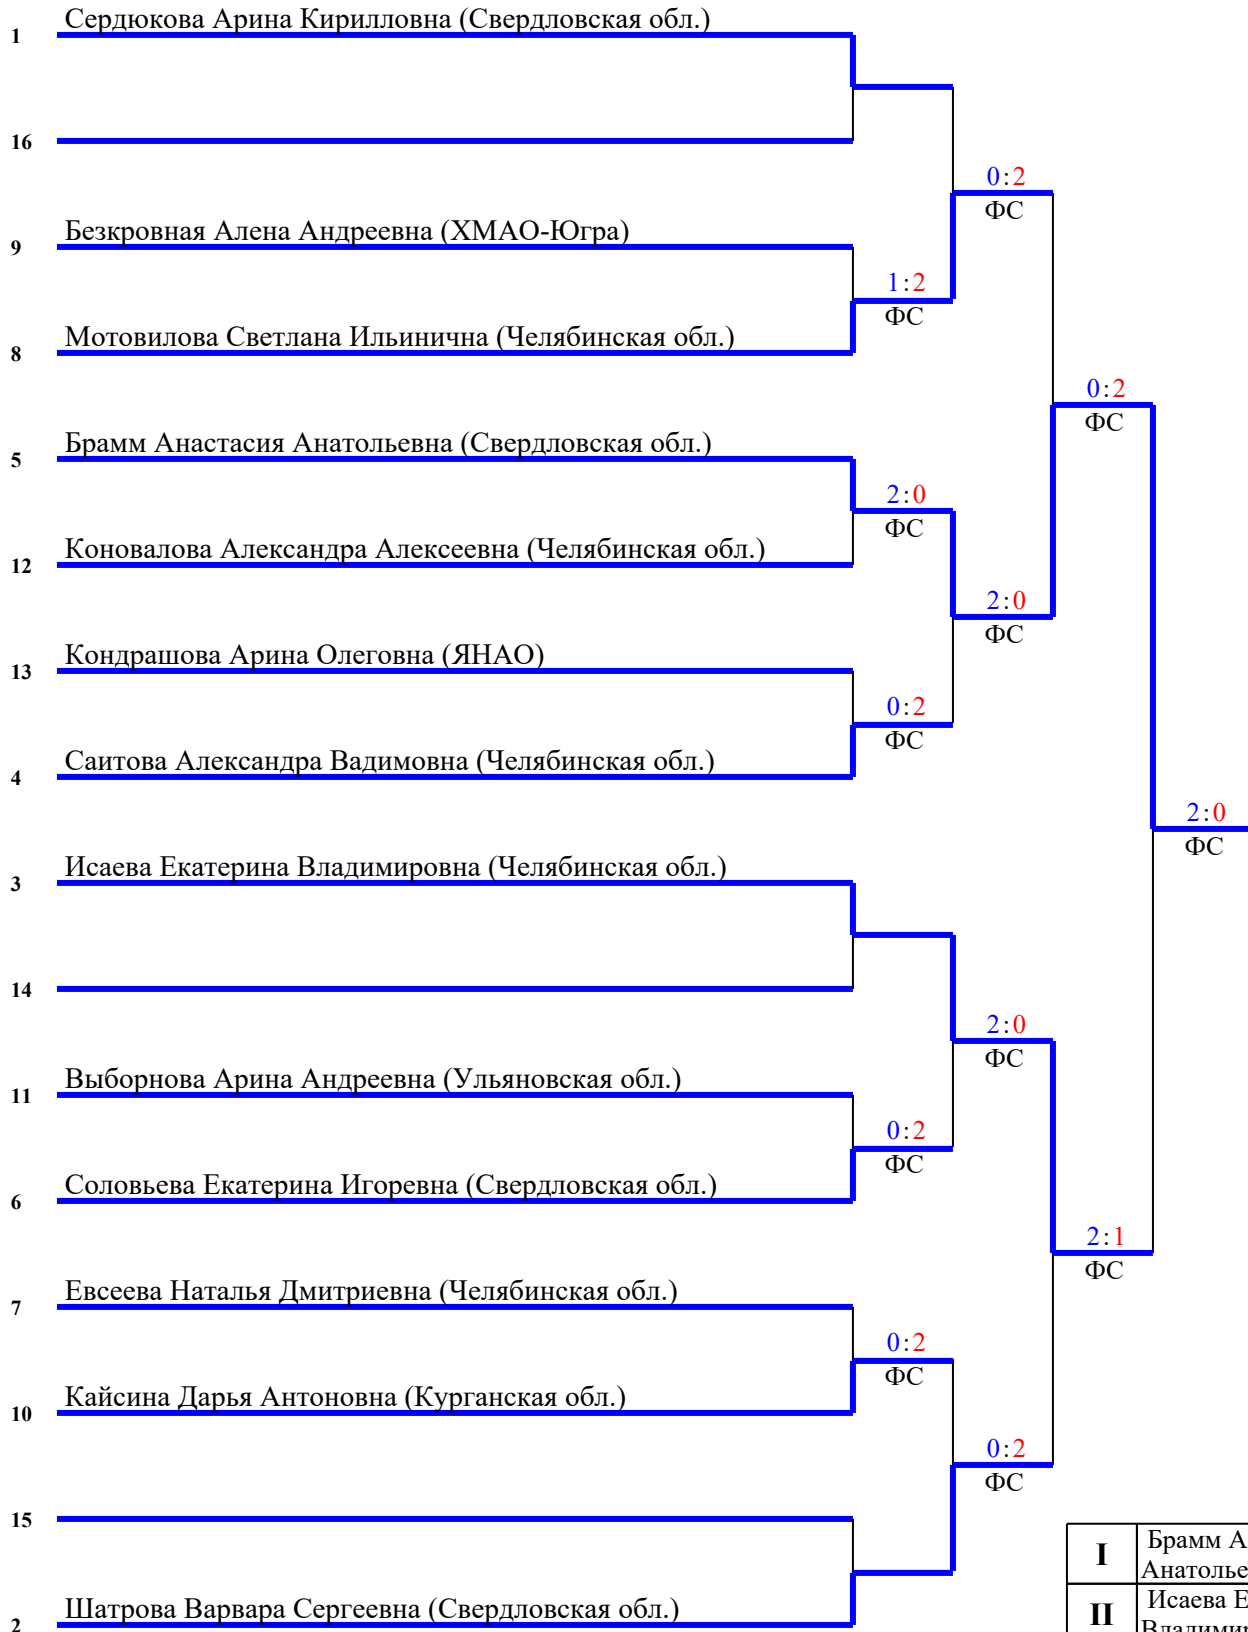 Сердюкова Арина Кирилловна (Свердловская обл.)
1
16
0:2
ФС
Безкровная Алена Андреевна (ХМАО-Югра)
9
1:2
ФС
Мотовилова Светлана Ильинична (Челябинская обл.)
8
0:2
ФС
Брамм Анастасия Анатольевна (Свердловская обл.)
5
2:0
ФС
Коновалова Александра Алексеевна (Челябинская обл.)
12
2:0
ФС
Кондрашова Арина Олеговна (ЯНАО)
13
0:2
ФС
Саитова Александра Вадимовна (Челябинская обл.)
4
2:0
ФС
Исаева Екатерина Владимировна (Челябинская обл.)
3
14
2:0
ФС
Выборнова Арина Андреевна (Ульяновская обл.)
11
0:2
ФС
Соловьева Екатерина Игоревна (Свердловская обл.)
6
2:1
ФС
Евсеева Наталья Дмитриевна (Челябинская обл.)
7
0:2
ФС
Кайсина Дарья Антоновна (Курганская обл.)
10
0:2
ФС
15
I
Брамм А
Анатолье
Шатрова Варвара Сергеевна (Свердловская обл.)
2
II
Исаева Е
Владимир